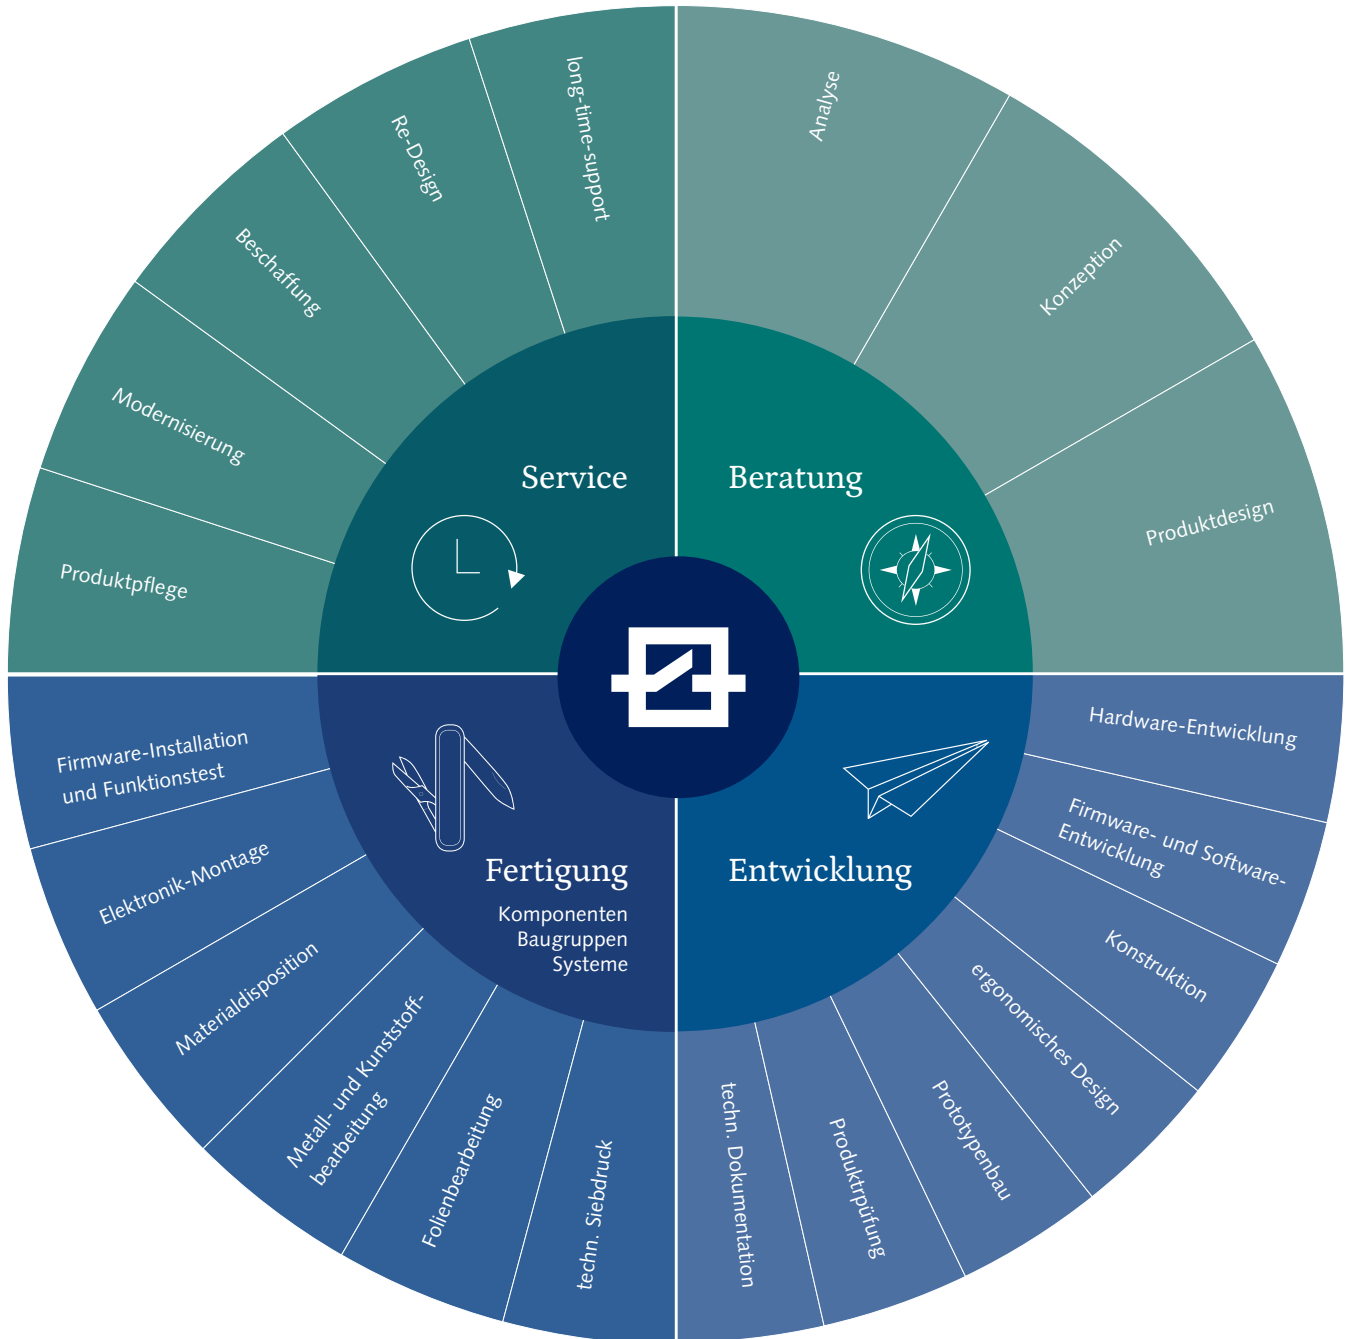 long-time-support
Re-Design
Beschaffung
Modernisierung
Produktpflege
Service
Analyse
Konzeption
Produktdesign
Beratung
Hardware-Entwicklung
Firmware- und Software-
Entwicklung
Konstruktion
ergonomisches Design
Prototypenbau
Produktrpüfung
techn. Dokumentation
Entwicklung
Fertigung
Komponenten
Baugruppen
Systeme
Firmware-Installation
und Funktionstest
Elektronik-Montage
Materialdisposition
Metall- und Kunststoff-
bearbeitung
Folienbearbeitung
techn. Siebdruck